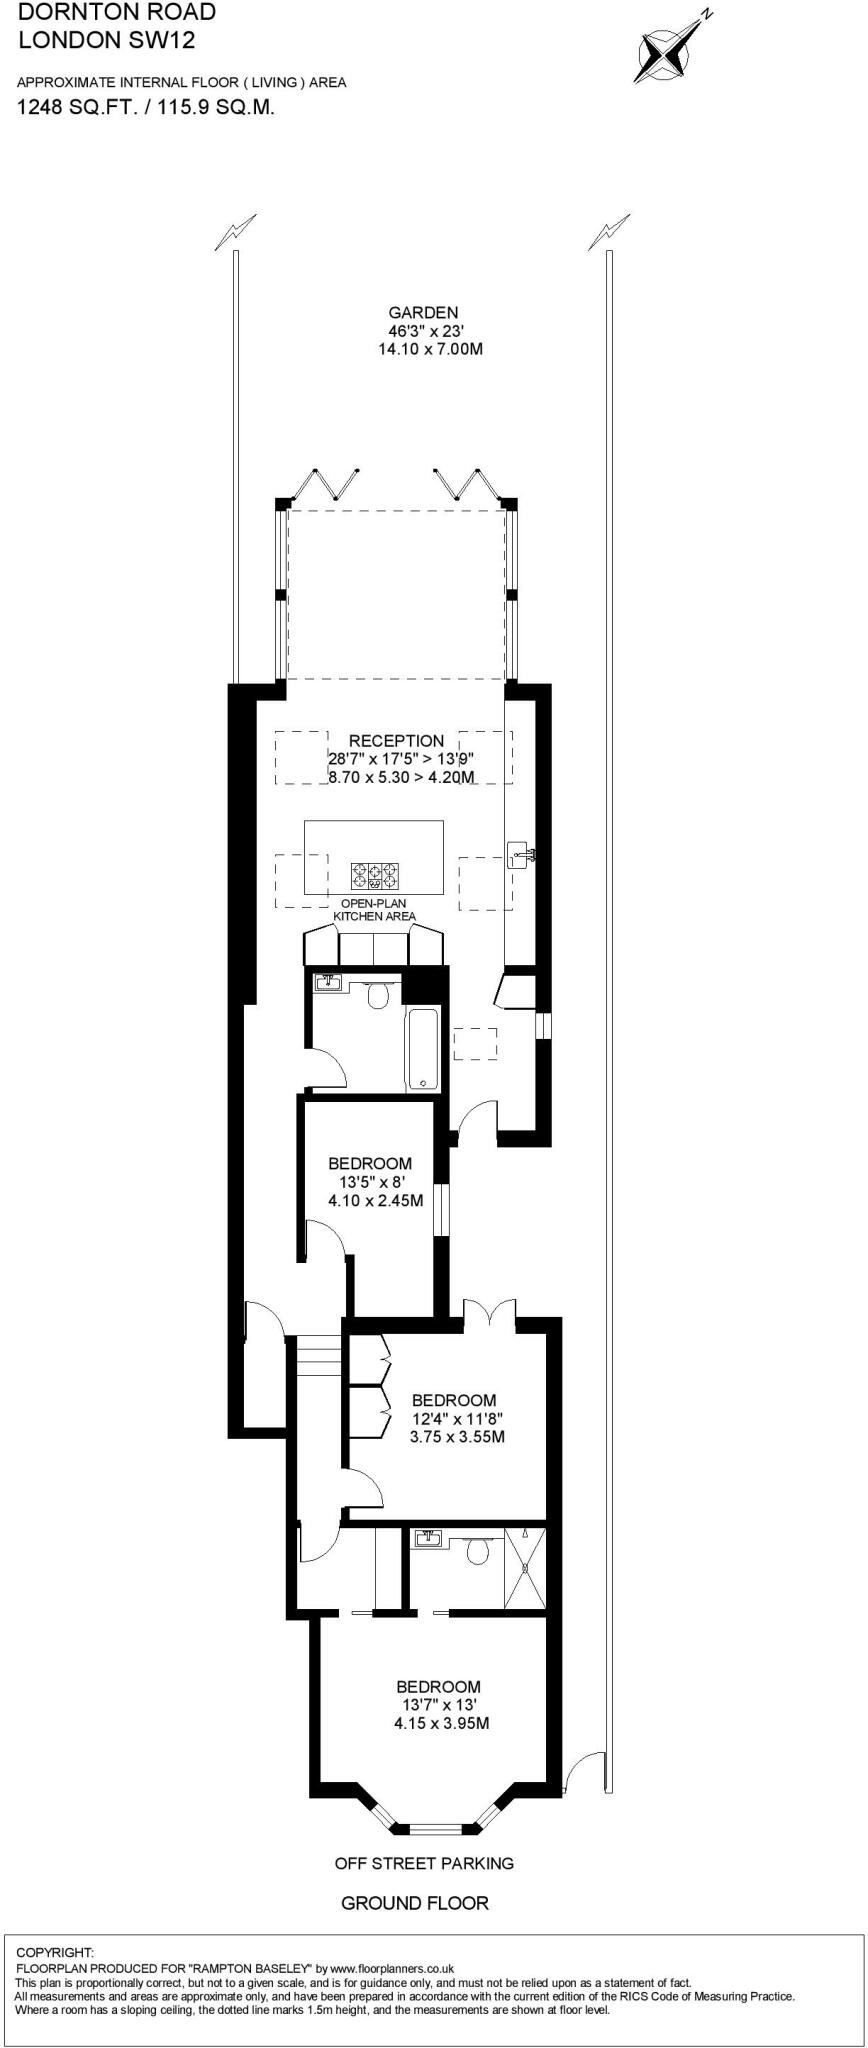 DORNTON ROAD
LONDON SW12
APPROXIMATE INTERNAL FLOOR ( LIVING ) AREA
1248 SQ.FT. / 115.9 SQ.M.
N
GARDEN
46'3" x 23'
14.10 x 7.00M
RECEPTION
28'7" x 17'5" > 13'9"
8.70 x 5.30 > 4.20M
OPEN-PLAN
KITCHEN AREA
BEDROOM
13'5" x 8'
4.10 x 2.45M
BEDROOM
12'4" x 11'8"
3.75 x 3.55M
BEDROOM
13'7" x 13'
4.15 x 3.95M
OFF STREET PARKING
GROUND FLOOR
COPYRIGHT:
FLOORPLAN PRODUCED FOR "RAMPTON BASELEY" by www.floorplanners.co.uk
This plan is proportionally correct, but not to a given scale, and is for guidance only, and must not be relied upon as a statement of fact.
All measurements and areas are approximate only, and have been prepared in accordance with the current edition of the RICS Code of Measuring Practice.
Where a room has a sloping ceiling, the dotted line marks 1.5m height, and the measurements are shown at floor level.